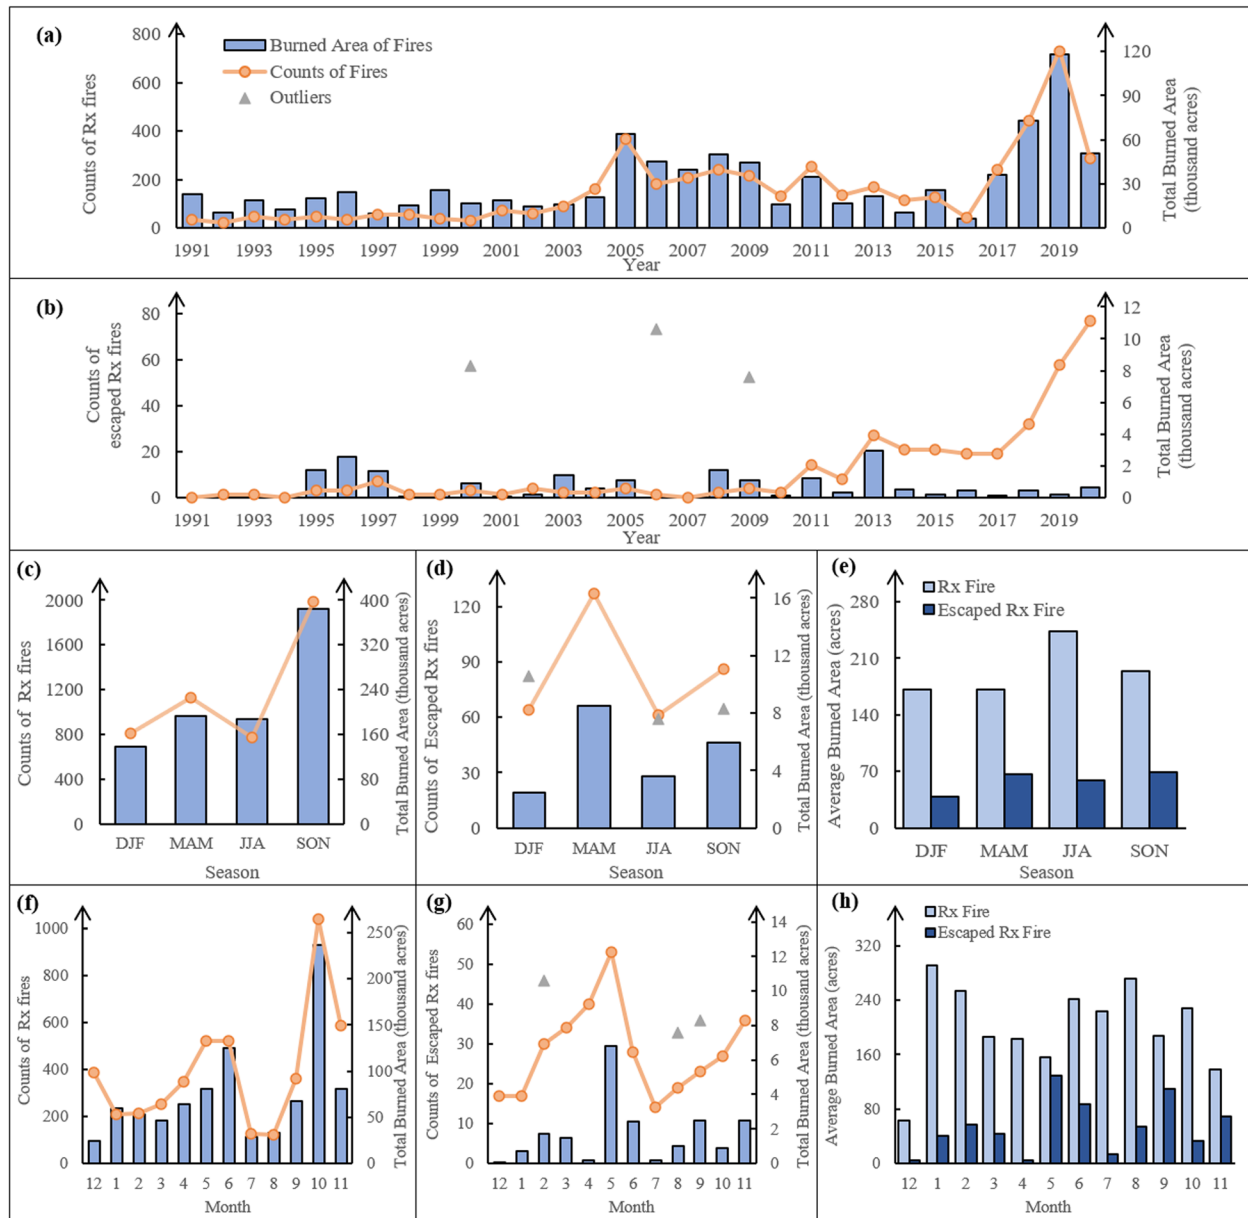 (a)
Burned Area of Fires
Counts of Fires
Outliers
Counts of Rx fires
800
600
400
200
0
120
90
60
30
0
Total Burned Area
(thousand acres)
1991 1993 1995 1997 1999 2001 2003 2005 2007 2009 2011 2013 2015 2017 2019
Year
(b)
Counts of
escaped Rx fires
80
60
40
20
0
12
10
8
6
4
2
0
Total Burned Area
(thousand acres)
1991 1993 1995 1997 1999 2001 2003 2005 2007 2009 2011 2013 2015 2017 2019
Year
(c)
Counts of Rx fires
2000
1600
1200
800
400
0
400
320
240
160
80
0
Total Burned Area (thousand acres)
DJF MAM JJA SON
Season
(d)
Counts of Escaped Rx fires
120
90
60
30
0
16
12
8
4
0
Total Burned Area (thousand acres)
DJF MAM JJA SON
Season
(e)
Rx Fire
Escaped Rx Fire
Average Burned Area (acres)
280
210
140
70
0
DJF MAM JJA SON
Season
(f)
Counts of Rx fires
1000
800
600
400
200
0
250
200
150
100
50
0
Total Burned Area (thousand acres)
12 1 2 3 4 5 6 7 8 9 10 11
Month
(g)
Counts of Escaped Rx fires
60
50
40
30
20
10
0
14
12
10
8
6
4
2
0
Total Burned Area (thousand acres)
12 1 2 3 4 5 6 7 8 9 10 11
Month
(h)
Rx Fire
Escaped Rx Fire
Average Burned Area (acres)
320
240
160
80
0
12 1 2 3 4 5 6 7 8 9 10 11
Month